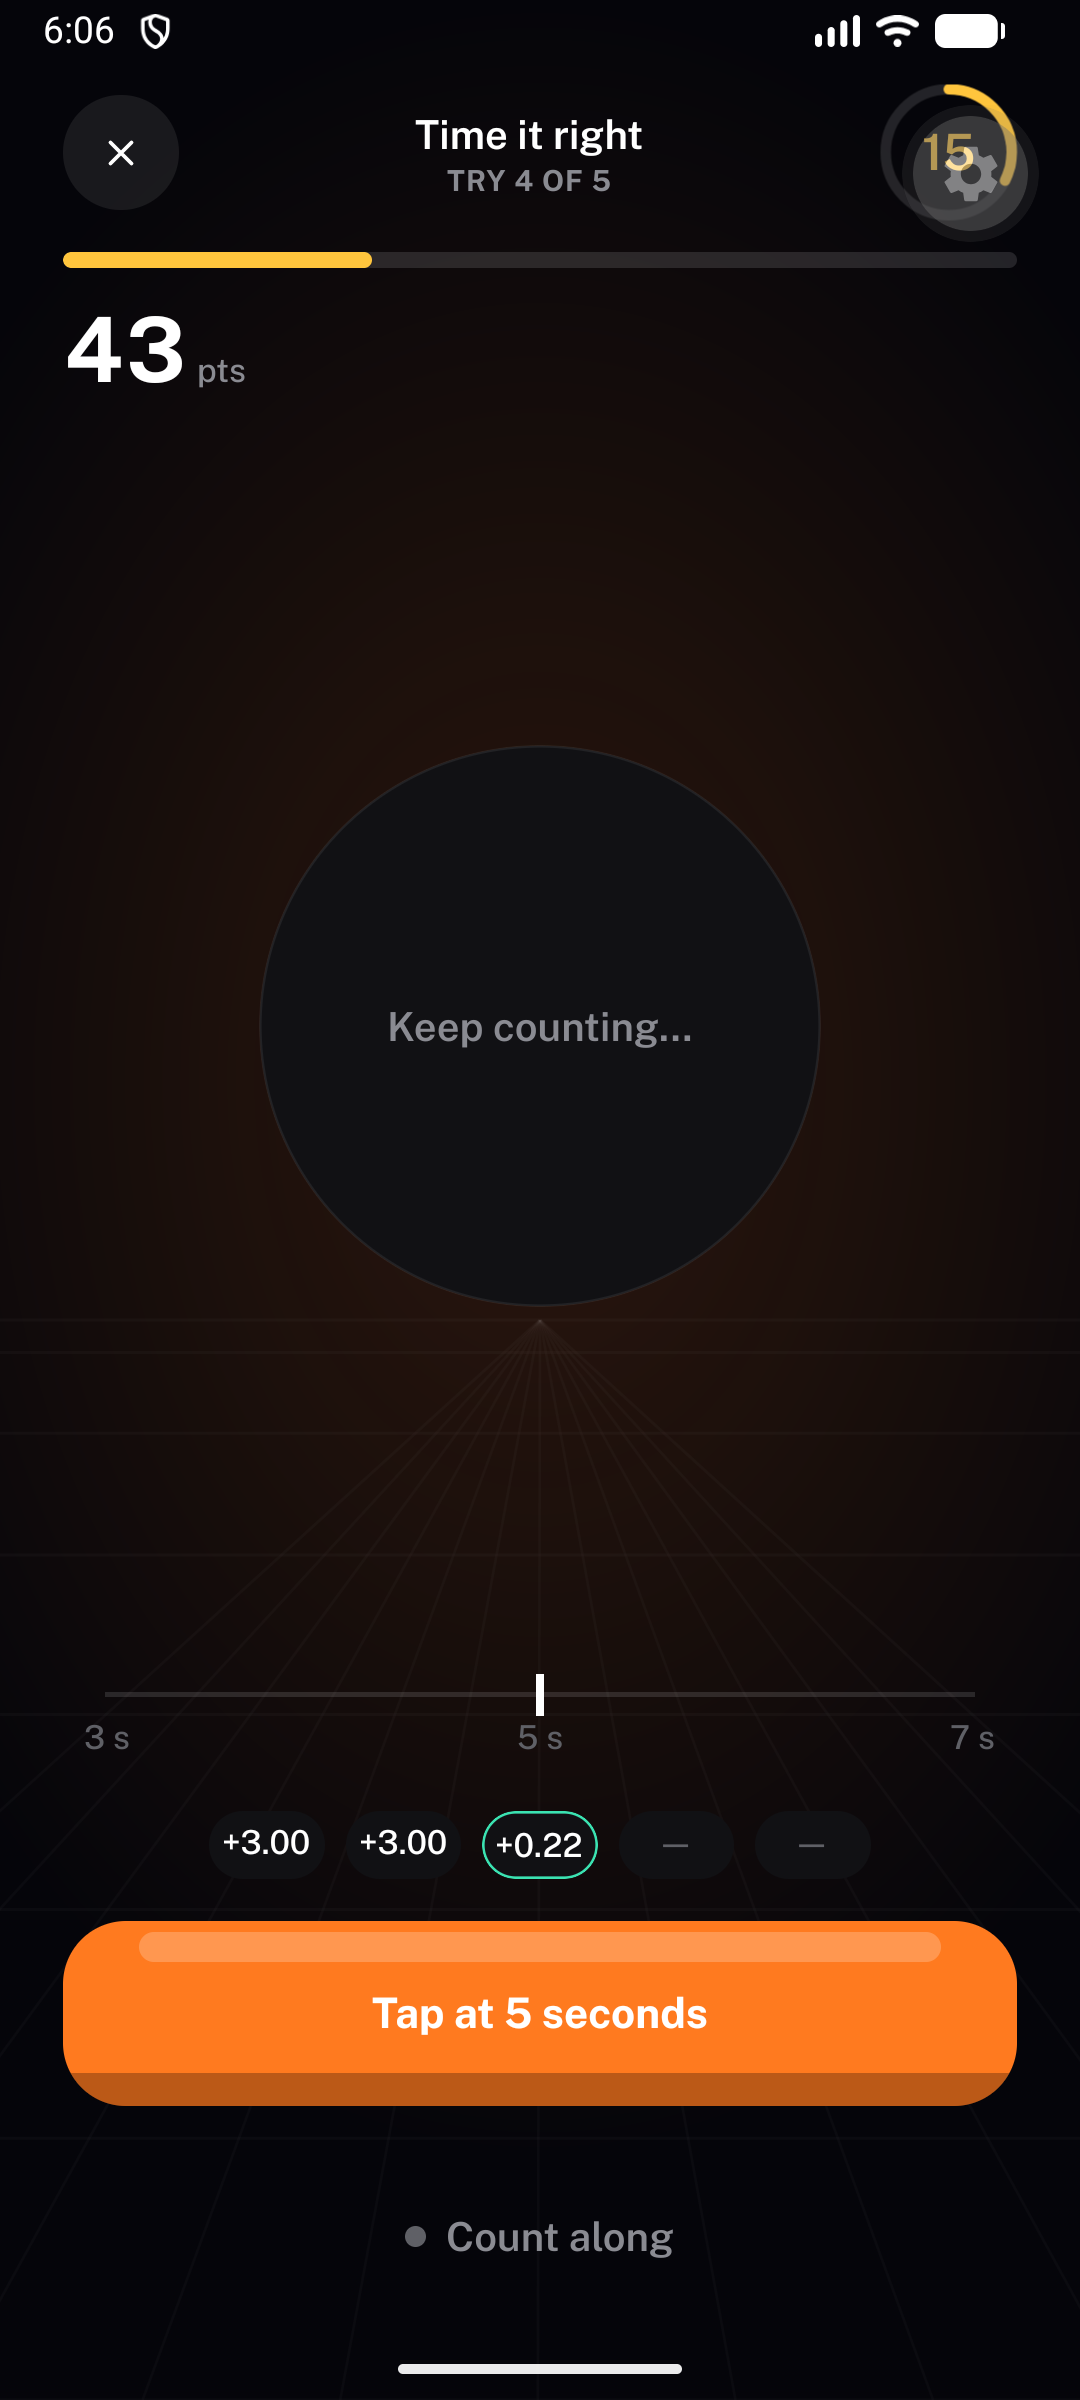 6:06
Time it right
TRY 4 OF 5
15
43 pts
Keep counting...
3 s
5 s
7 s
+3.00
+3.00
+0.22
—
—
Tap at 5 seconds
Count along